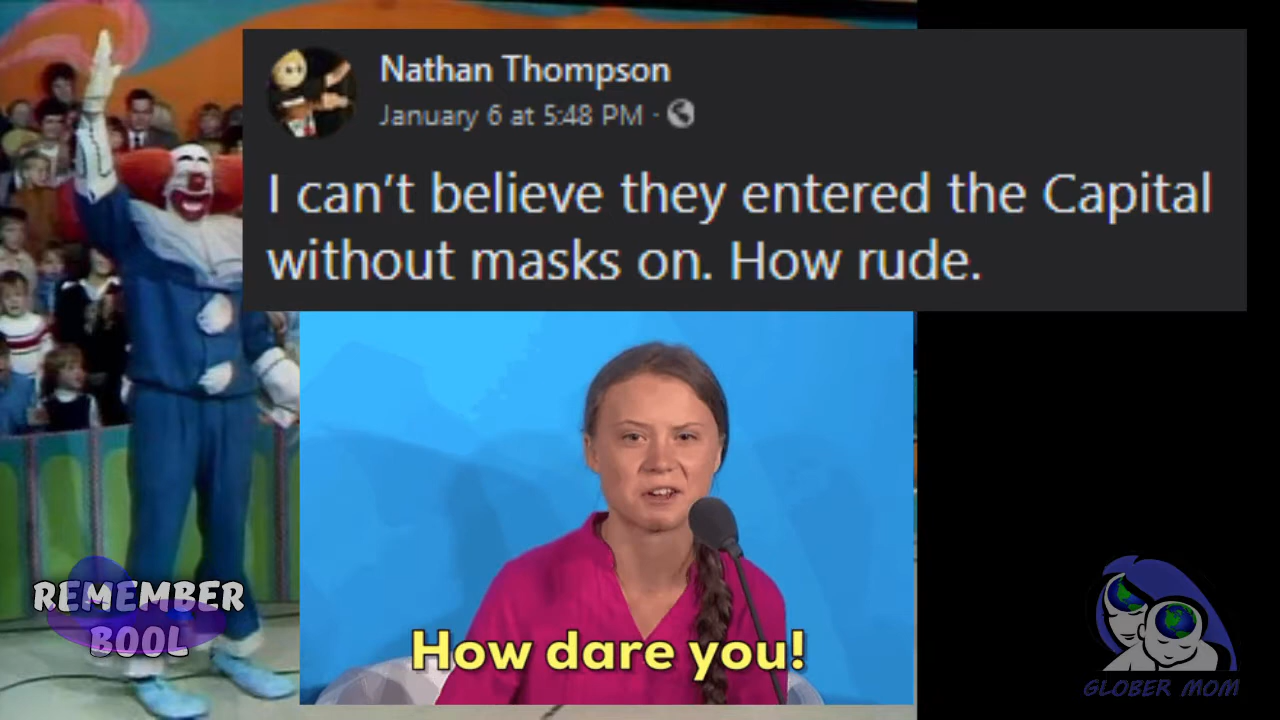 Nathan Thompson
January 6 at 5:48 PM ·
I can't believe they entered the Capital
without masks on. How rude.
How dare you!
REMEMBER
BOOL
GLOBER MOM